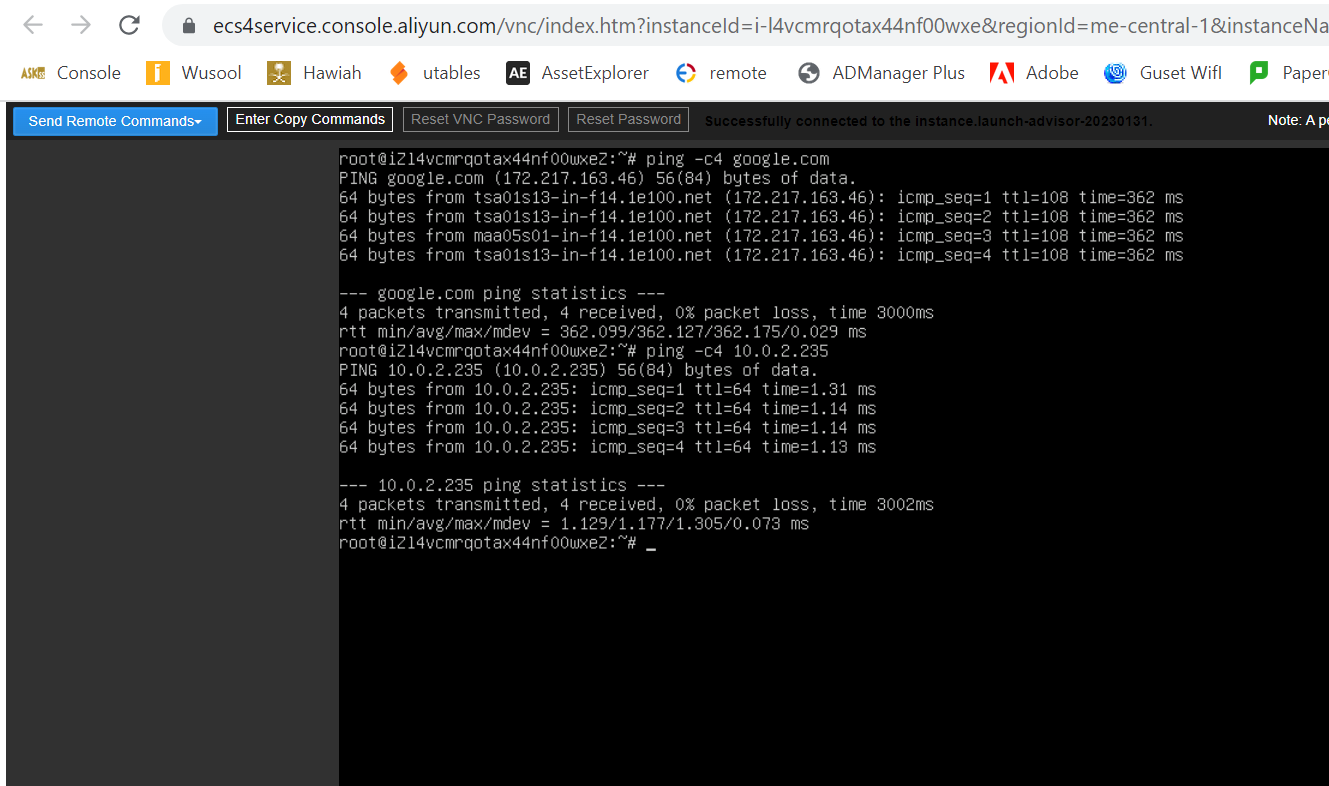 ecs4service.console.aliyun.com/vnc/index.htm?instanceId=i-l4vcmrqotax44nf00wxe&regionId=me-central-1&instanceNa
ASK Console Wusool Hawiah utables AE AssetExplorer remote ADManager Plus Adobe Guset WifI Paper
Send Remote Commands Enter Copy Commands Reset VNC Password Reset Password Successfully connected to the instance.launch-advisor-20230131. Note: A pe
root@iZl4vcmrqotax44nf00wxeZ:~# ping -c4 google.com
PING google.com (172.217.163.46) 56(84) bytes of data.
64 bytes from tsa01s13-in-f14.1e100.net (172.217.163.46): icmp_seq=1 ttl=108 time=362 ms
64 bytes from tsa01s13-in-f14.1e100.net (172.217.163.46): icmp_seq=2 ttl=108 time=362 ms
64 bytes from maa05s01-in-f14.1e100.net (172.217.163.46): icmp_seq=3 ttl=108 time=362 ms
64 bytes from tsa01s13-in-f14.1e100.net (172.217.163.46): icmp_seq=4 ttl=108 time=362 ms
--- google.com ping statistics ---
4 packets transmitted, 4 received, 0% packet loss, time 3000ms
rtt min/avg/max/mdev = 362.099/362.127/362.175/0.029 ms
root@iZl4vcmrqotax44nf00wxeZ:~# ping -c4 10.0.2.235
PING 10.0.2.235 (10.0.2.235) 56(84) bytes of data.
64 bytes from 10.0.2.235: icmp_seq=1 ttl=64 time=1.31 ms
64 bytes from 10.0.2.235: icmp_seq=2 ttl=64 time=1.14 ms
64 bytes from 10.0.2.235: icmp_seq=3 ttl=64 time=1.14 ms
64 bytes from 10.0.2.235: icmp_seq=4 ttl=64 time=1.13 ms
--- 10.0.2.235 ping statistics ---
4 packets transmitted, 4 received, 0% packet loss, time 3002ms
rtt min/avg/max/mdev = 1.129/1.177/1.305/0.073 ms
root@iZl4vcmrqotax44nf00wxeZ:~# _